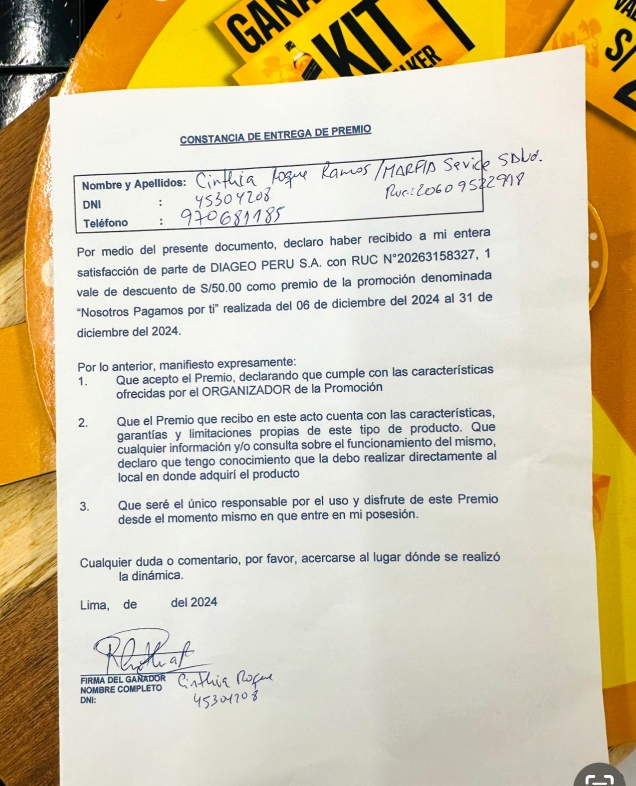 GANA
KIT
KER
VA
S/
CONSTANCIA DE ENTREGA DE PREMIO
Nombre y Apellidos: Cinthia Roque Ramos / MARFIA Service
DNI : 45304208
Ruc: 20609522918
Teléfono : 970681185
Por medio del presente documento, declaro haber recibido a mi entera
satisfacción de parte de DIAGEO PERU S.A. con RUC N°20263158327, 1
vale de descuento de S/50.00 como premio de la promoción denominada
“Nosotros Pagamos por ti” realizada del 06 de diciembre del 2024 al 31 de
diciembre del 2024.
Por lo anterior, manifiesto expresamente:
1. Que acepto el Premio, declarando que cumple con las características
ofrecidas por el ORGANIZADOR de la Promoción
2. Que el Premio que recibo en este acto cuenta con las características,
garantías y limitaciones propias de este tipo de producto. Que
cualquier información y/o consulta sobre el funcionamiento del mismo,
declaro que tengo conocimiento que la debo realizar directamente al
local en donde adquirí el producto
3. Que seré el único responsable por el uso y disfrute de este Premio
desde el momento mismo en que entre en mi posesión.
Cualquier duda o comentario, por favor, acercarse al lugar dónde se realizó
la dinámica.
Lima, de del 2024
FIRMA DEL GANADOR
NOMBRE COMPLETO Cinthia Roque
DNI: 45304208